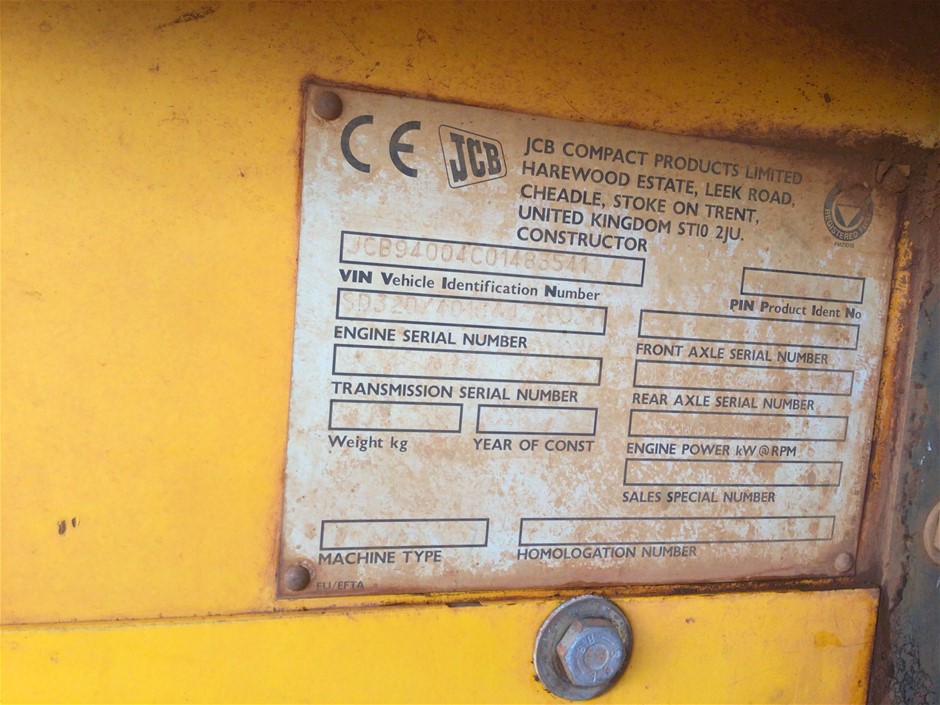 CE
JCB
JCB COMPACT PRODUCTS LIMITED
HAREWOOD ESTATE, LEEK ROAD,
CHEADLE, STOKE ON TRENT,
UNITED KINGDOM ST10 2JU.
CONSTRUCTOR
REGISTERED
JCB94004C01483541
VIN Vehicle Identification Number
PIN Product Ident No
ENGINE SERIAL NUMBER
FRONT AXLE SERIAL NUMBER
TRANSMISSION SERIAL NUMBER
REAR AXLE SERIAL NUMBER
Weight kg
YEAR OF CONST
ENGINE POWER kW@RPM
SALES SPECIAL NUMBER
MACHINE TYPE
HOMOLOGATION NUMBER
EU/EFTA